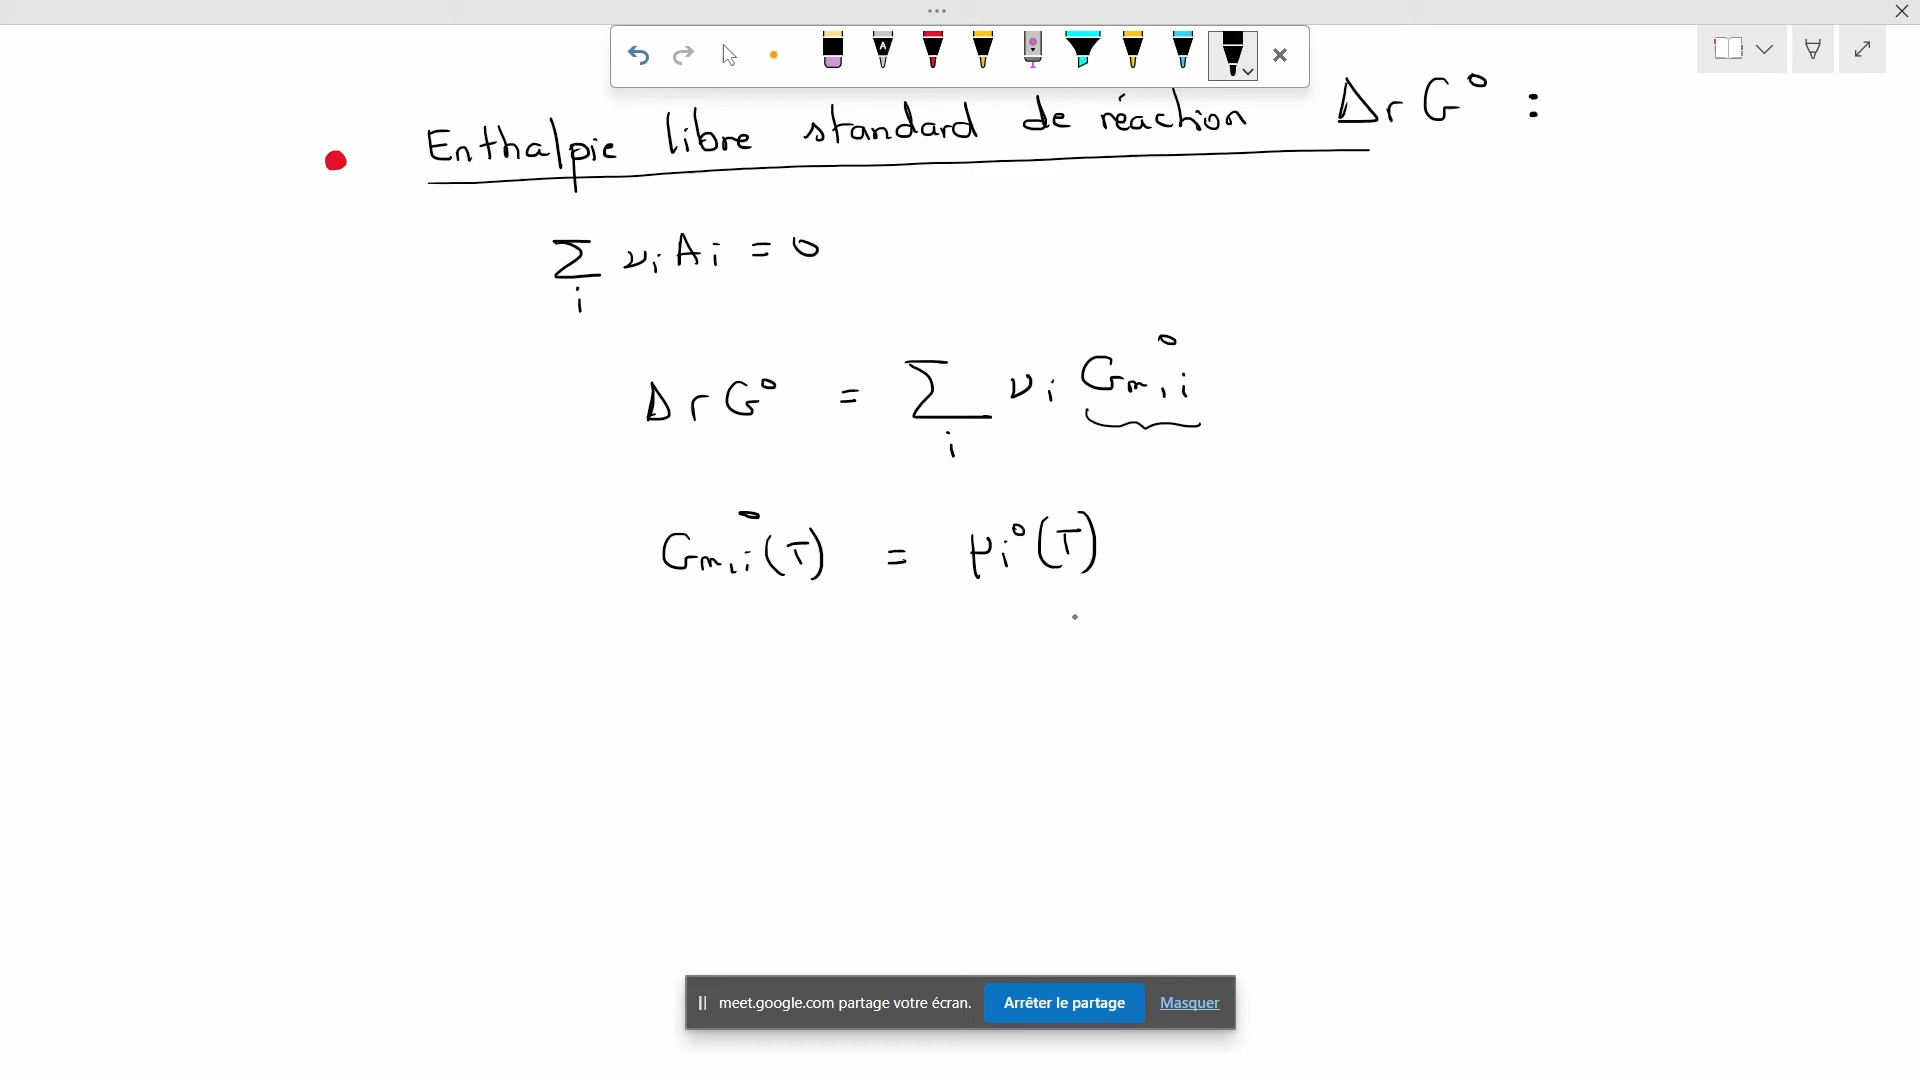 Enthalpie libre standard de réaction ΔrG° :
∑ νi Ai = 0
i
ΔrG° = ∑ νi G°m,i
i
G°m,i(T) = μi°(T)
meet.google.com partage votre écran. Arrêter le partage Masquer